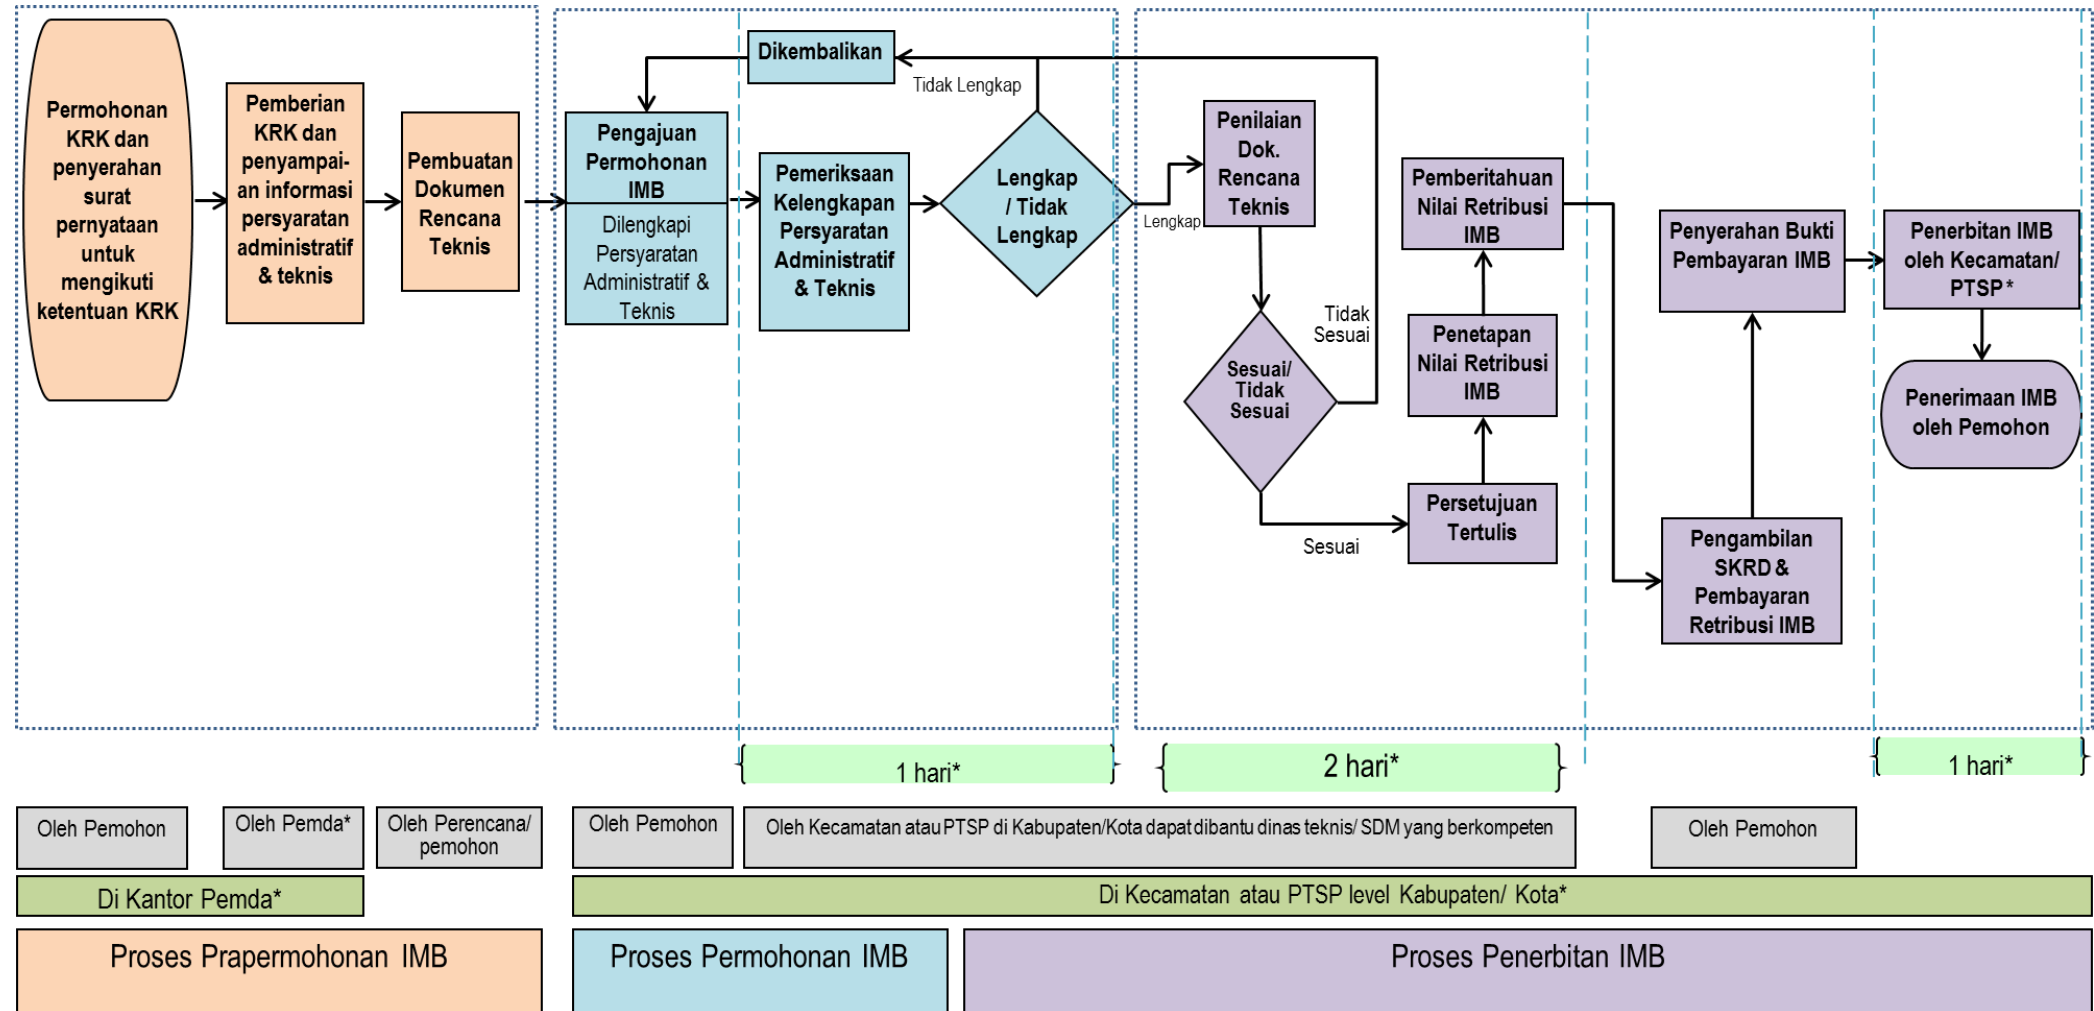 Permohonan
KRK dan
penyerahan
surat
pernyataan
untuk
mengikuti
ketentuan KRK
Pemberian
KRK dan
penyampai-
an informasi
persyaratan
administratif
& teknis
Pembuatan
Dokumen
Rencana
Teknis
Dikembalikan
Tidak Lengkap
Pengajuan
Permohonan
IMB
Dilengkapi
Persyaratan
Administratif &
Teknis
Pemeriksaan
Kelengkapan
Persyaratan
Administratif
& Teknis
Lengkap
/ Tidak
Lengkap
Lengkap
Penilaian
Dok.
Rencana
Teknis
Sesuai/
Tidak
Sesuai
Tidak
Sesuai
Sesuai
Persetujuan
Tertulis
Penetapan
Nilai Retribusi
IMB
Pemberitahuan
Nilai Retribusi
IMB
Pengambilan
SKRD &
Pembayaran
Retribusi IMB
Penyerahan Bukti
Pembayaran IMB
Penerbitan IMB
oleh Kecamatan/
PTSP*
Penerimaan IMB
oleh Pemohon
1 hari*
2 hari*
1 hari*
Oleh Pemohon
Oleh Pemda*
Oleh Perencana/
pemohon
Oleh Pemohon
Oleh Kecamatan atau PTSP di Kabupaten/Kota dapat dibantu dinas teknis/ SDM yang berkompeten
Oleh Pemohon
Di Kantor Pemda*
Di Kecamatan atau PTSP level Kabupaten/ Kota*
Proses Prapermohonan IMB
Proses Permohonan IMB
Proses Penerbitan IMB